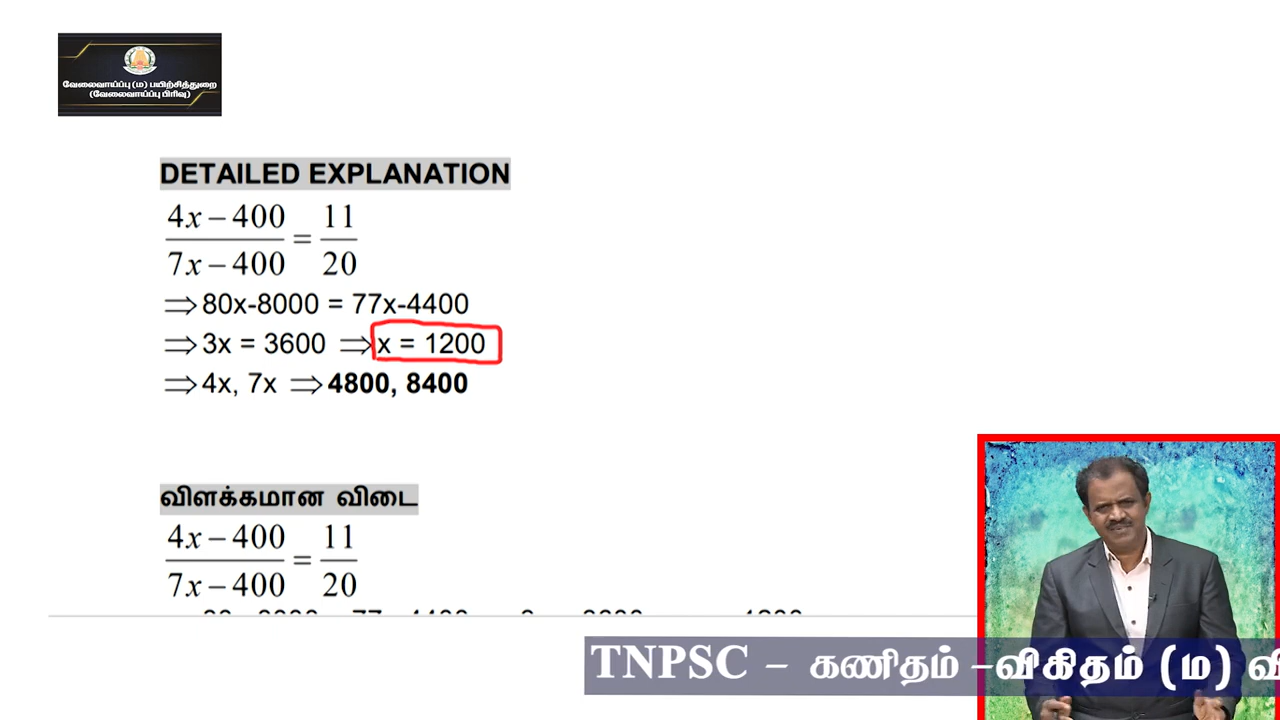 வேலைவாய்ப்பு (ம) பயிற்சித்துறை
(வேலைவாய்ப்பு பிரிவு)
DETAILED EXPLANATION
4x – 400 / 7x – 400 = 11 / 20
⇒ 80x-8000 = 77x-4400
⇒ 3x = 3600 ⇒ x = 1200
⇒ 4x, 7x ⇒ 4800, 8400
விளக்கமான விடை
4x – 400 / 7x – 400 = 11 / 20
TNPSC – கணிதம் –விகிதம் (ம) வி